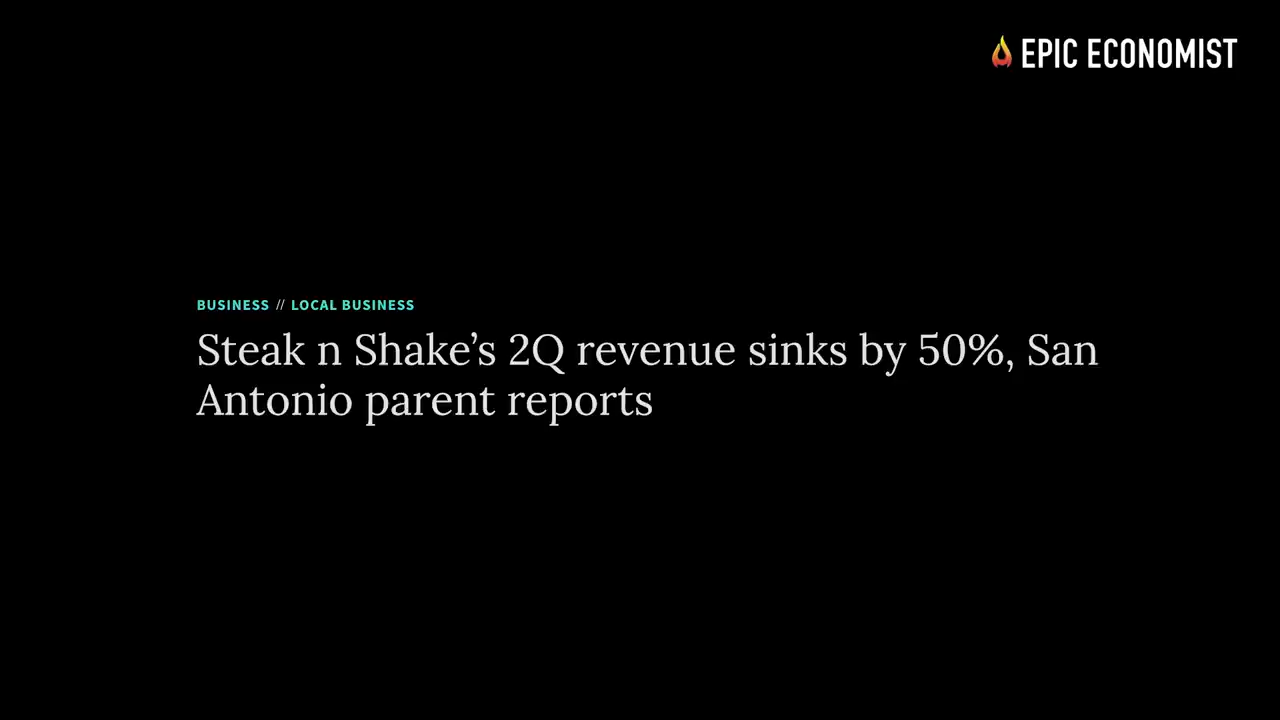 EPIC ECONOMIST
BUSINESS // LOCAL BUSINESS
Steak n Shake’s 2Q revenue sinks by 50%, San
Antonio parent reports